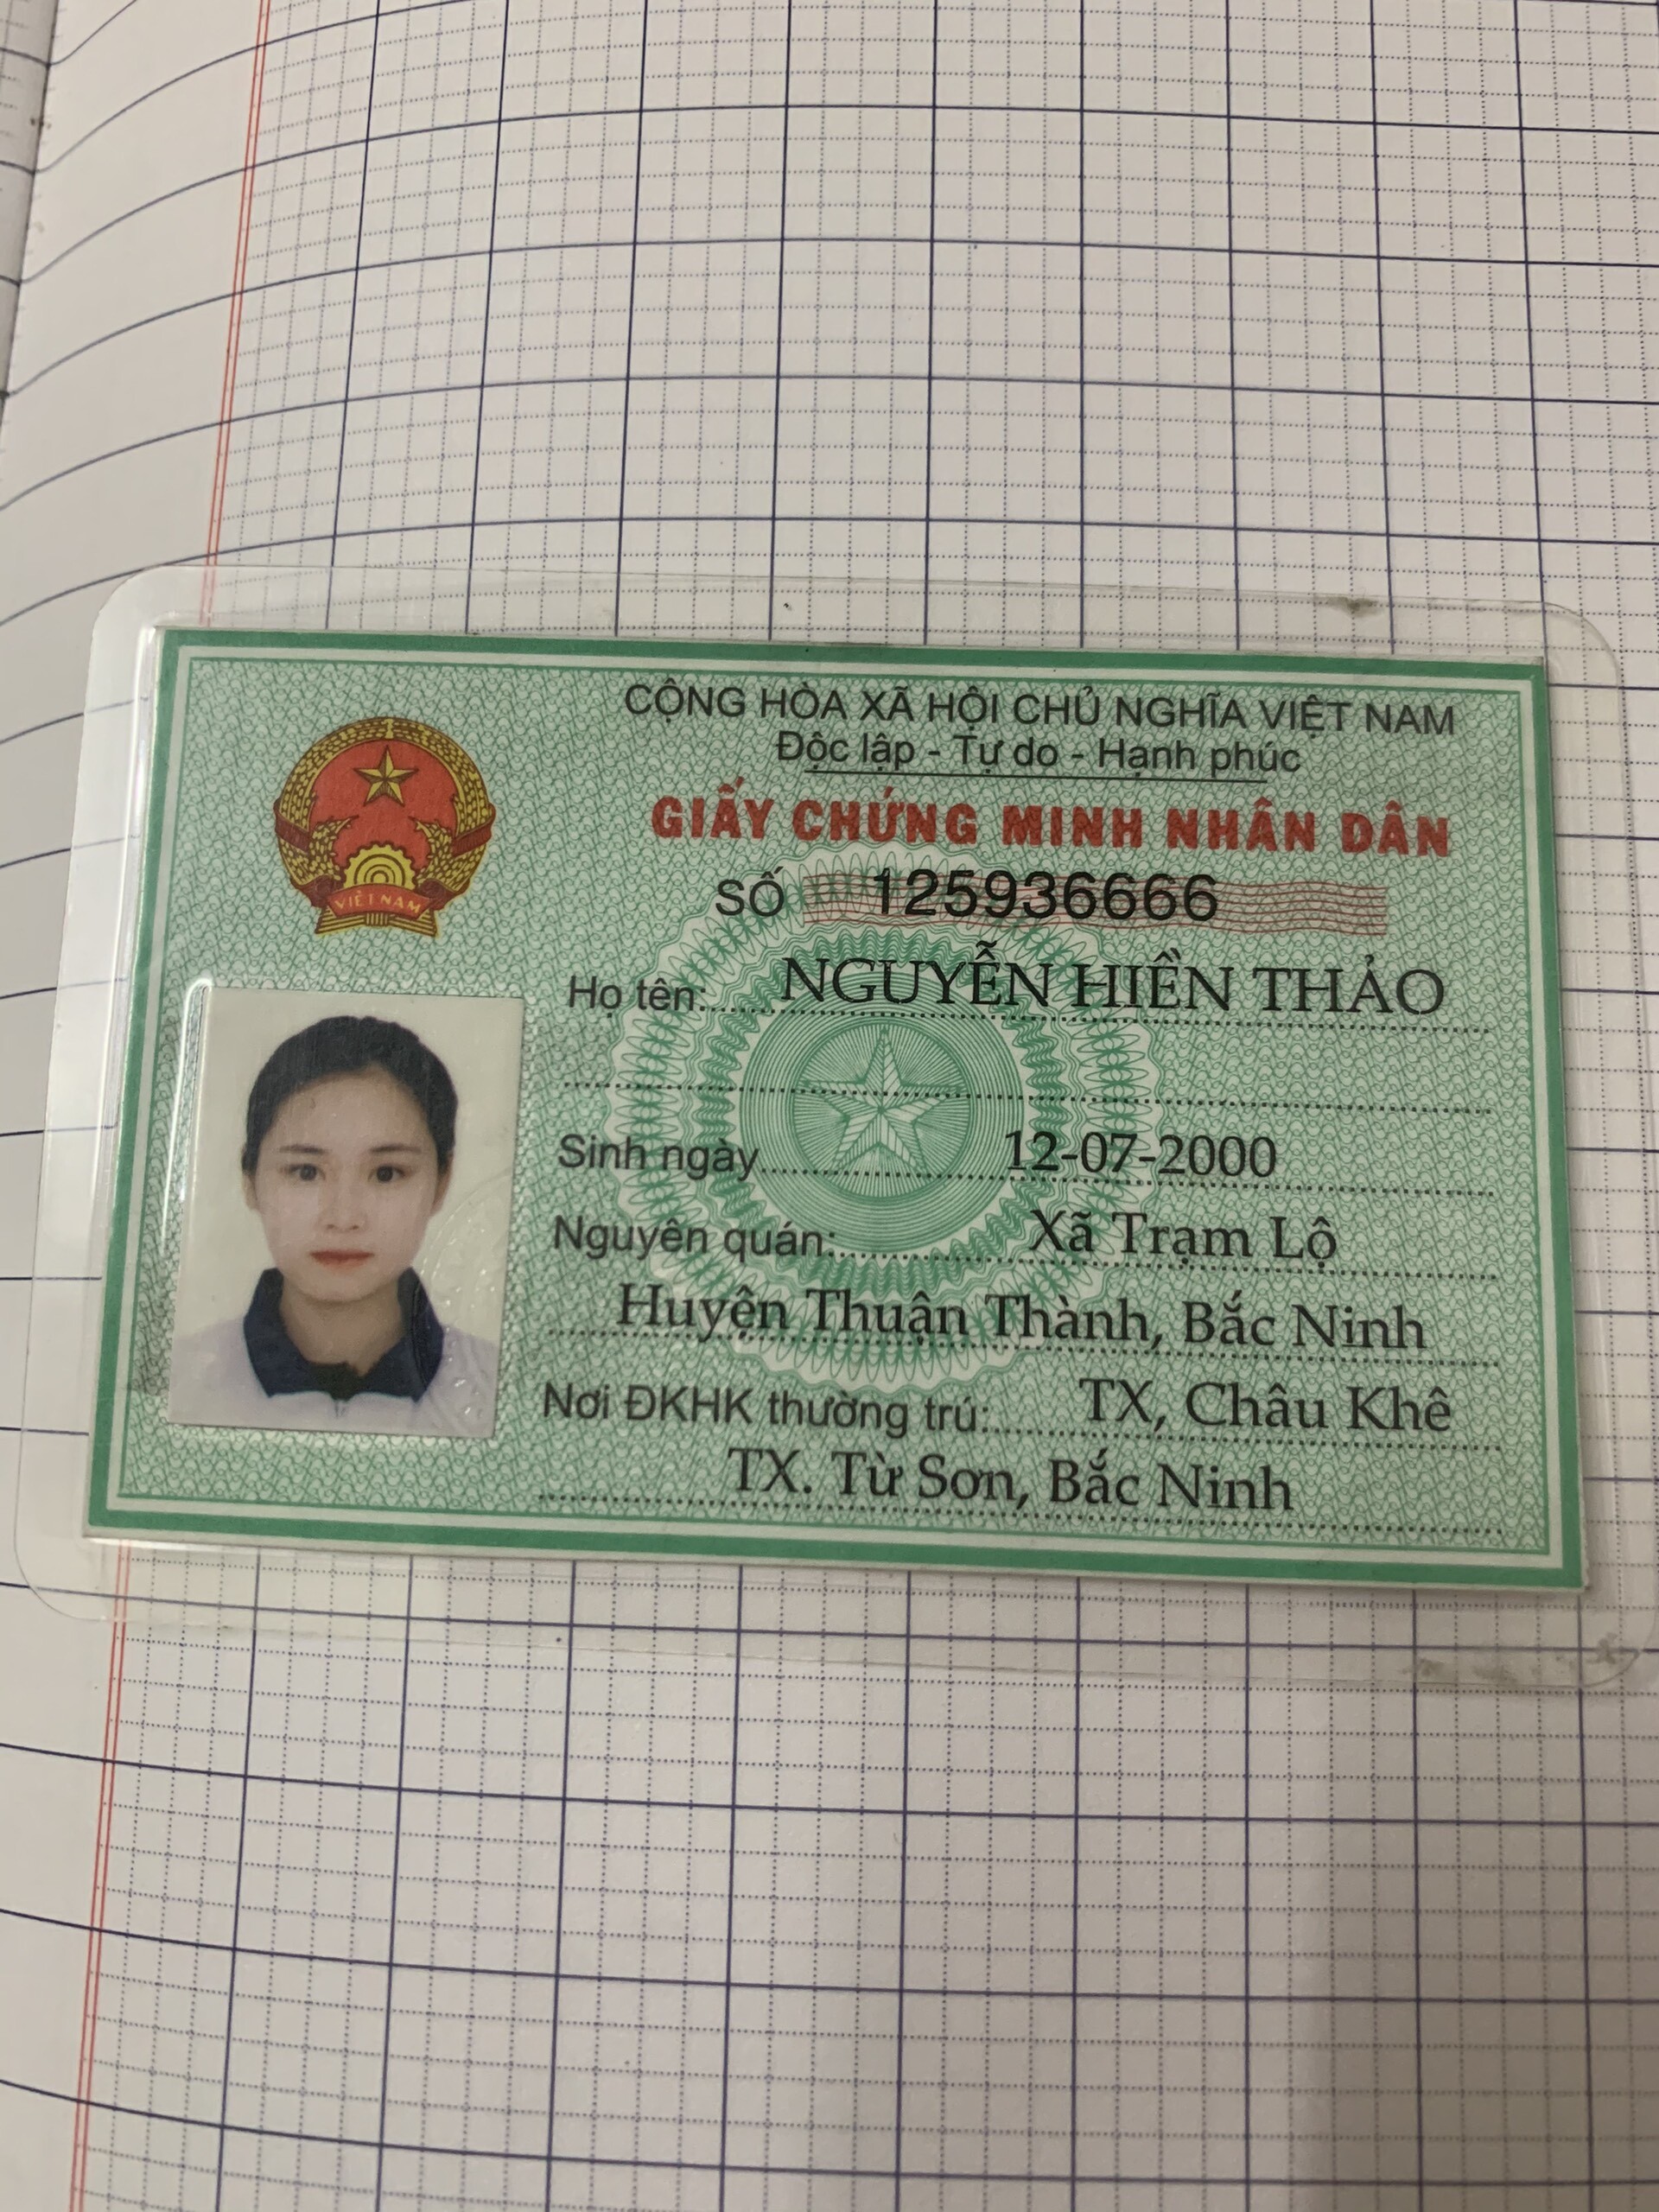 CỘNG HÒA XÃ HỘI CHỦ NGHĨA VIỆT NAM
Độc lập - Tự do - Hạnh phúc
GIẤY CHỨNG MINH NHÂN DÂN
SỐ 125936666
VIỆT NAM
Họ tên: NGUYỄN HIỀN THẢO
Sinh ngày 12-07-2000
Nguyên quán: Xã Trạm Lộ
Huyện Thuận Thành, Bắc Ninh
Nơi ĐKHK thường trú: TX, Châu Khê
TX. Từ Sơn, Bắc Ninh